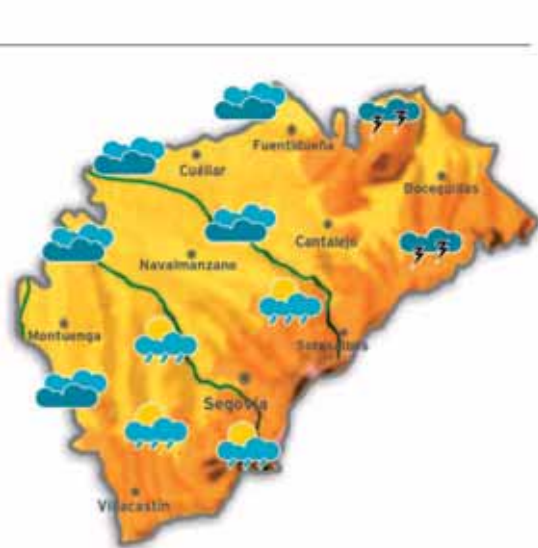 Fuentidueña
Cuéllar
Boceguillas
Cantalejo
Navalmanzano
Montuenga
Segovia
Villacastín